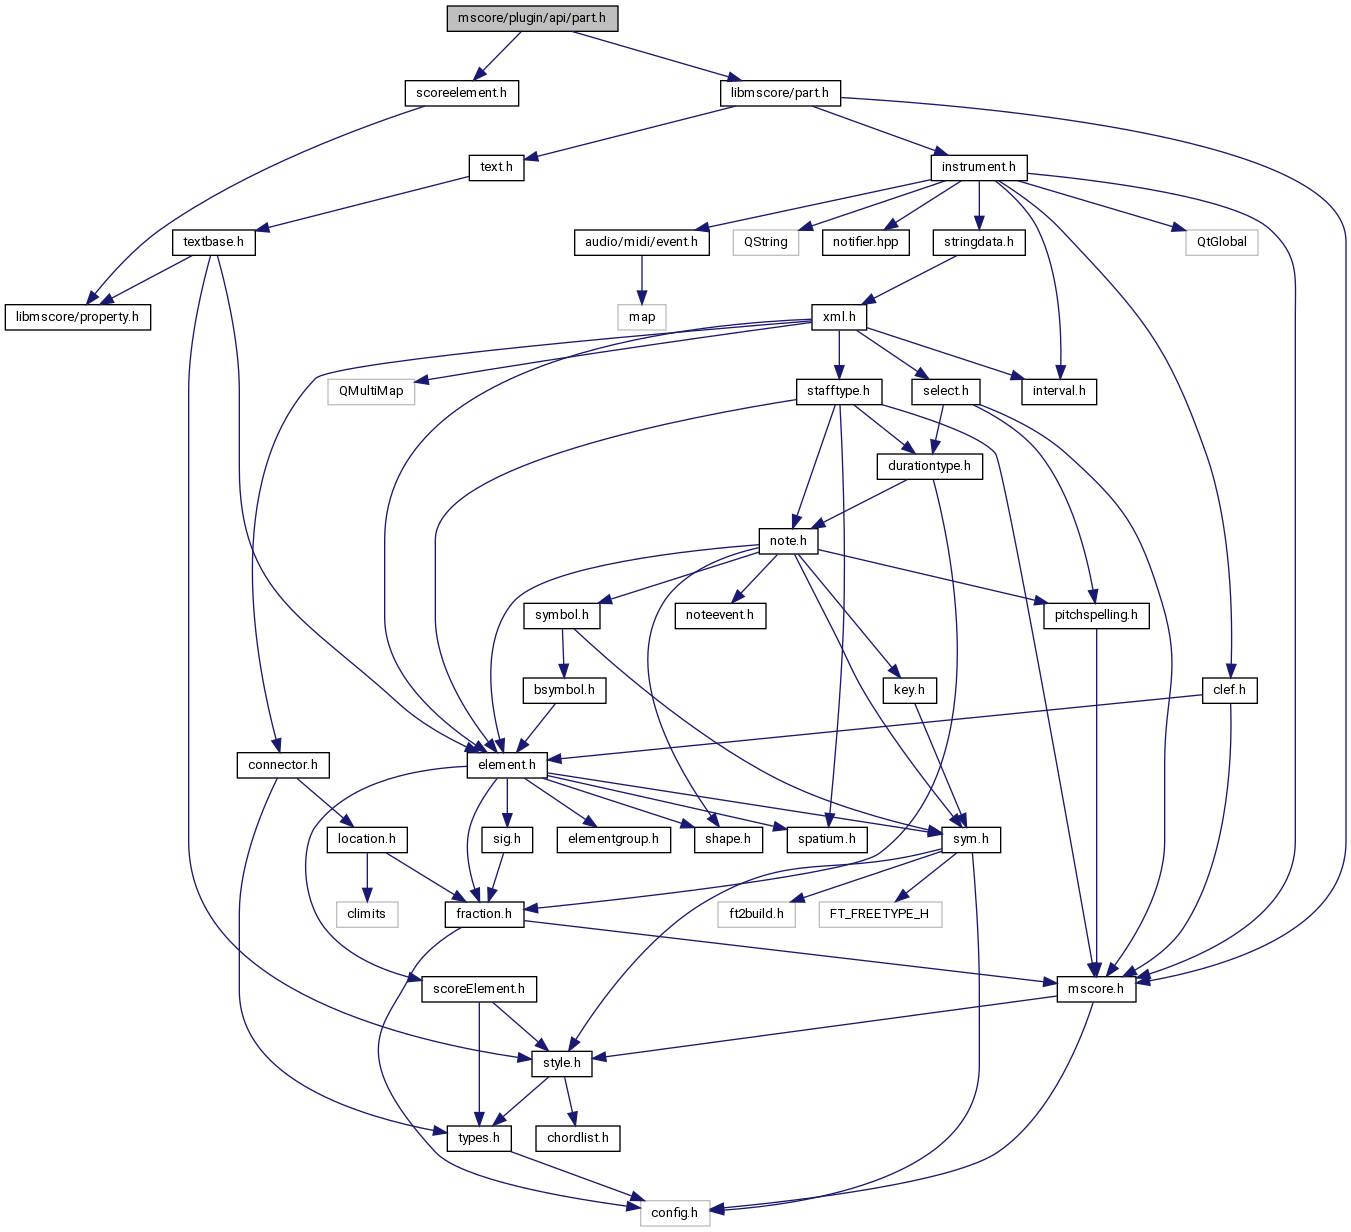 mscore/plugin/api/part.h
scoreelement.h
libmscore/part.h
text.h
instrument.h
textbase.h
audio/midi/event.h
QString
notifier.hpp
stringdata.h
QtGlobal
libmscore/property.h
map
xml.h
QMultiMap
stafftype.h
select.h
interval.h
durationtype.h
note.h
symbol.h
noteevent.h
pitchspelling.h
bsymbol.h
key.h
clef.h
connector.h
element.h
location.h
sig.h
elementgroup.h
shape.h
spatium.h
sym.h
climits
fraction.h
ft2build.h
FT_FREETYPE_H
scoreElement.h
mscore.h
style.h
types.h
chordlist.h
config.h